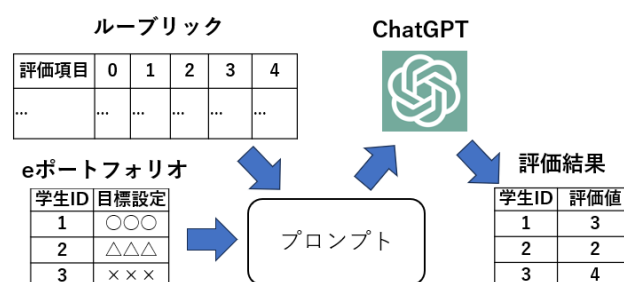 ルーブリック
評価項目 0 1 2 3 4
... ... ... ... ... ...
ChatGPT
eポートフォリオ
学生ID 目標設定
1 ○○○
2 △△△
3 ×××
プロンプト
評価結果
学生ID 評価値
1 3
2 2
3 4